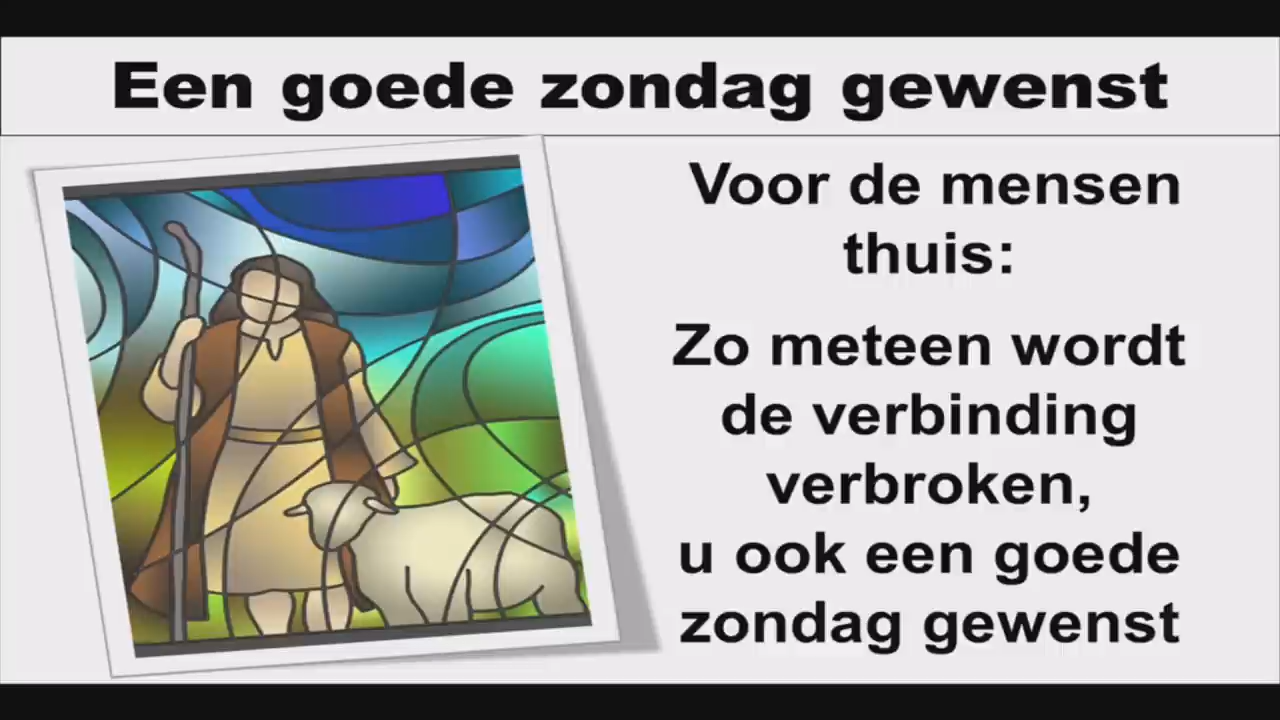 Een goede zondag gewenst
Voor de mensen
thuis:
Zo meteen wordt
de verbinding
verbroken,
u ook een goede
zondag gewenst